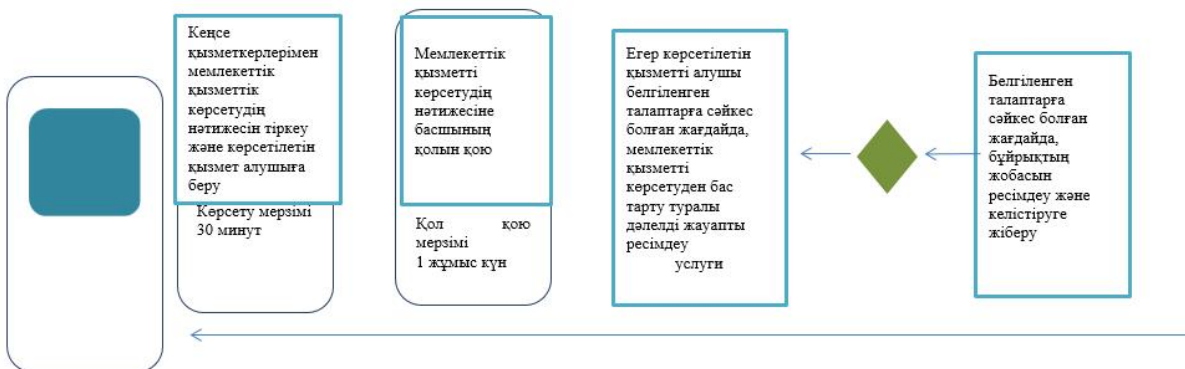 Кеңсе
қызметкерлерімен
мемлекеттік
қызметтік
көрсетудің
нәтижесін тіркеу
және көрсетілетін
қызмет алушыға
беру
Көрсету мерзімі
30 минут
Мемлекеттік
қызметті
көрсетудің
нәтижесіне
басшының
қолын қою
Қол қою
мерзімі
1 жұмыс күн
Егер көрсетілетін
қызметті алушы
белгіленген
талаптарға сәйкес
болған жағдайда,
мемлекеттік
қызметті
көрсетуден бас
тарту туралы
дәлелді жауапты
ресімдеу
услуги
Белгіленген
талаптарға
сәйкес болған
жағдайда,
бұйрықтың
жобасын
ресімдеу және
келістіруге
жіберу